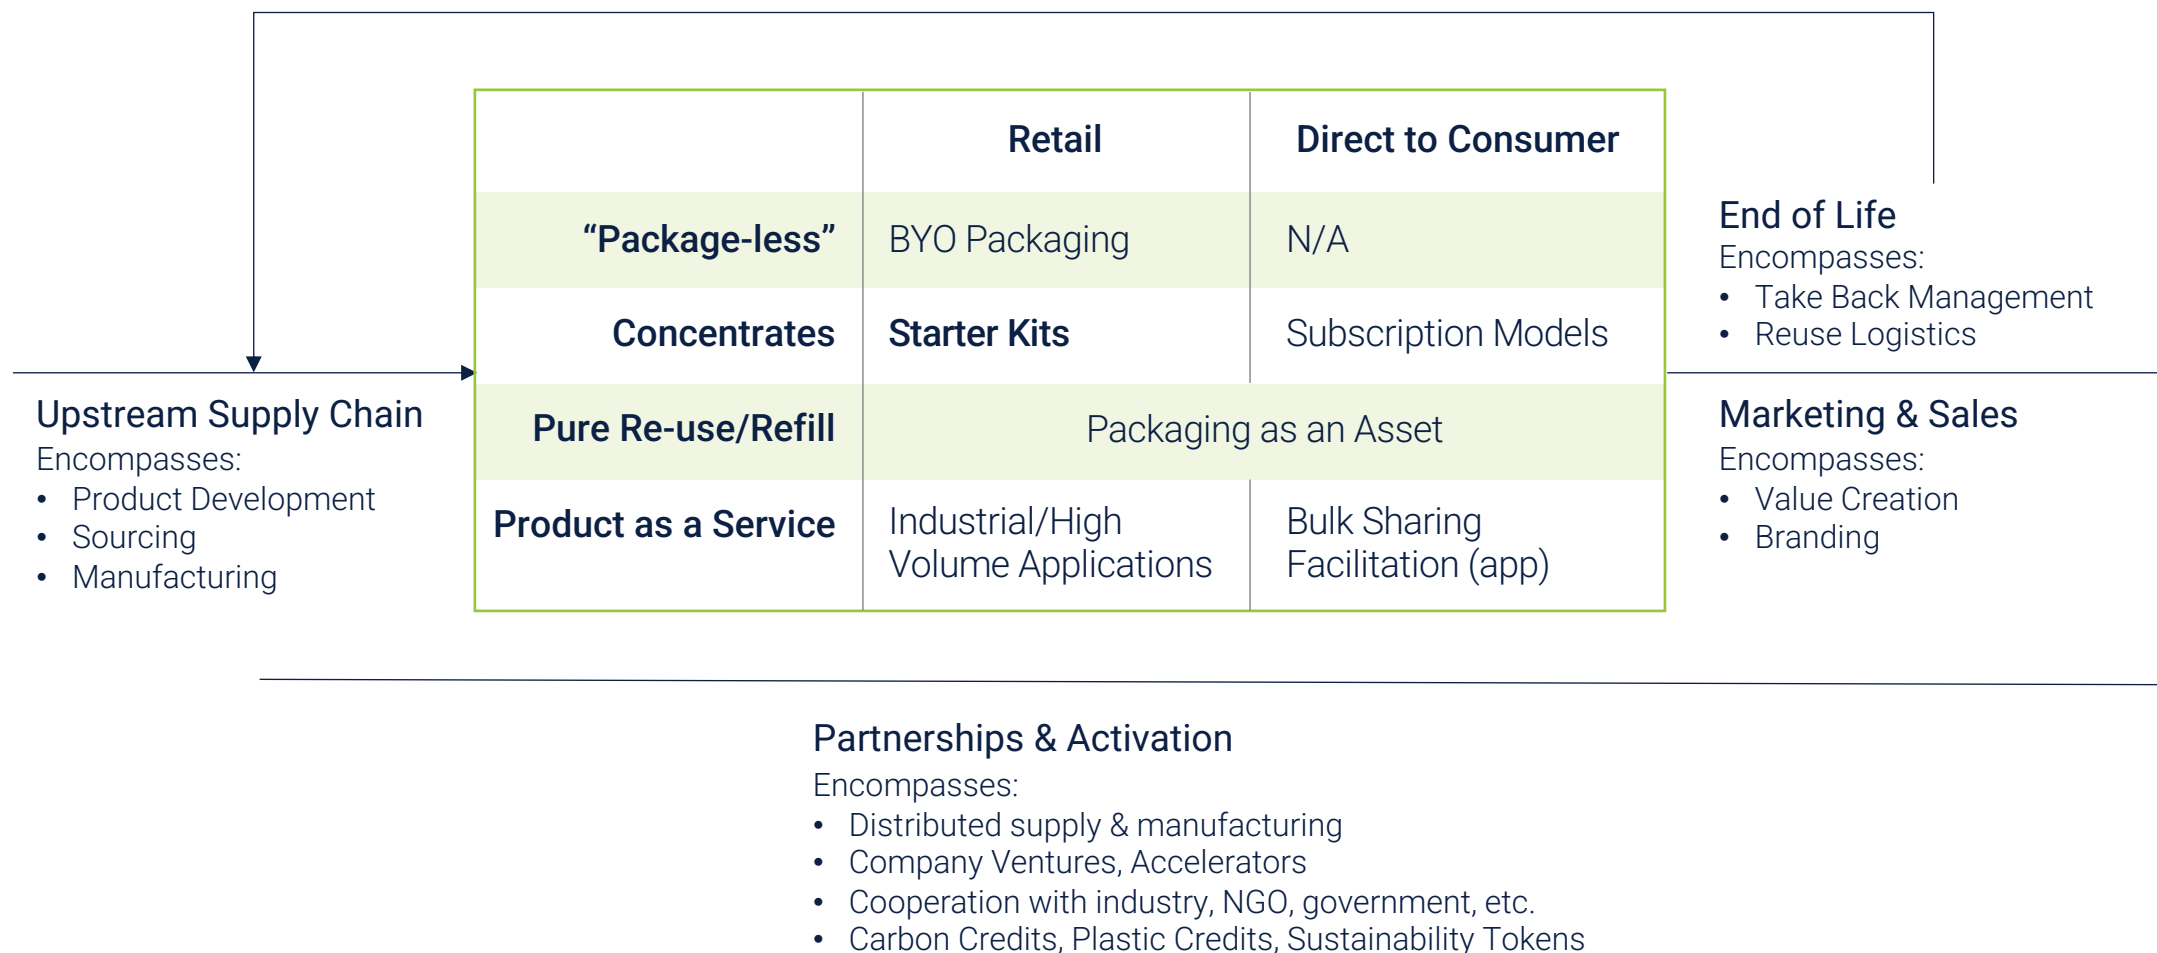 Retail
Direct to Consumer
“Package-less”
BYO Packaging
N/A
Concentrates
Starter Kits
Subscription Models
Pure Re-use/Refill
Packaging as an Asset
Product as a Service
Industrial/High
Volume Applications
Bulk Sharing
Facilitation (app)
Upstream Supply Chain
Encompasses:
• Product Development
• Sourcing
• Manufacturing
End of Life
Encompasses:
• Take Back Management
• Reuse Logistics
Marketing & Sales
Encompasses:
• Value Creation
• Branding
Partnerships & Activation
Encompasses:
• Distributed supply & manufacturing
• Company Ventures, Accelerators
• Cooperation with industry, NGO, government, etc.
• Carbon Credits, Plastic Credits, Sustainability Tokens